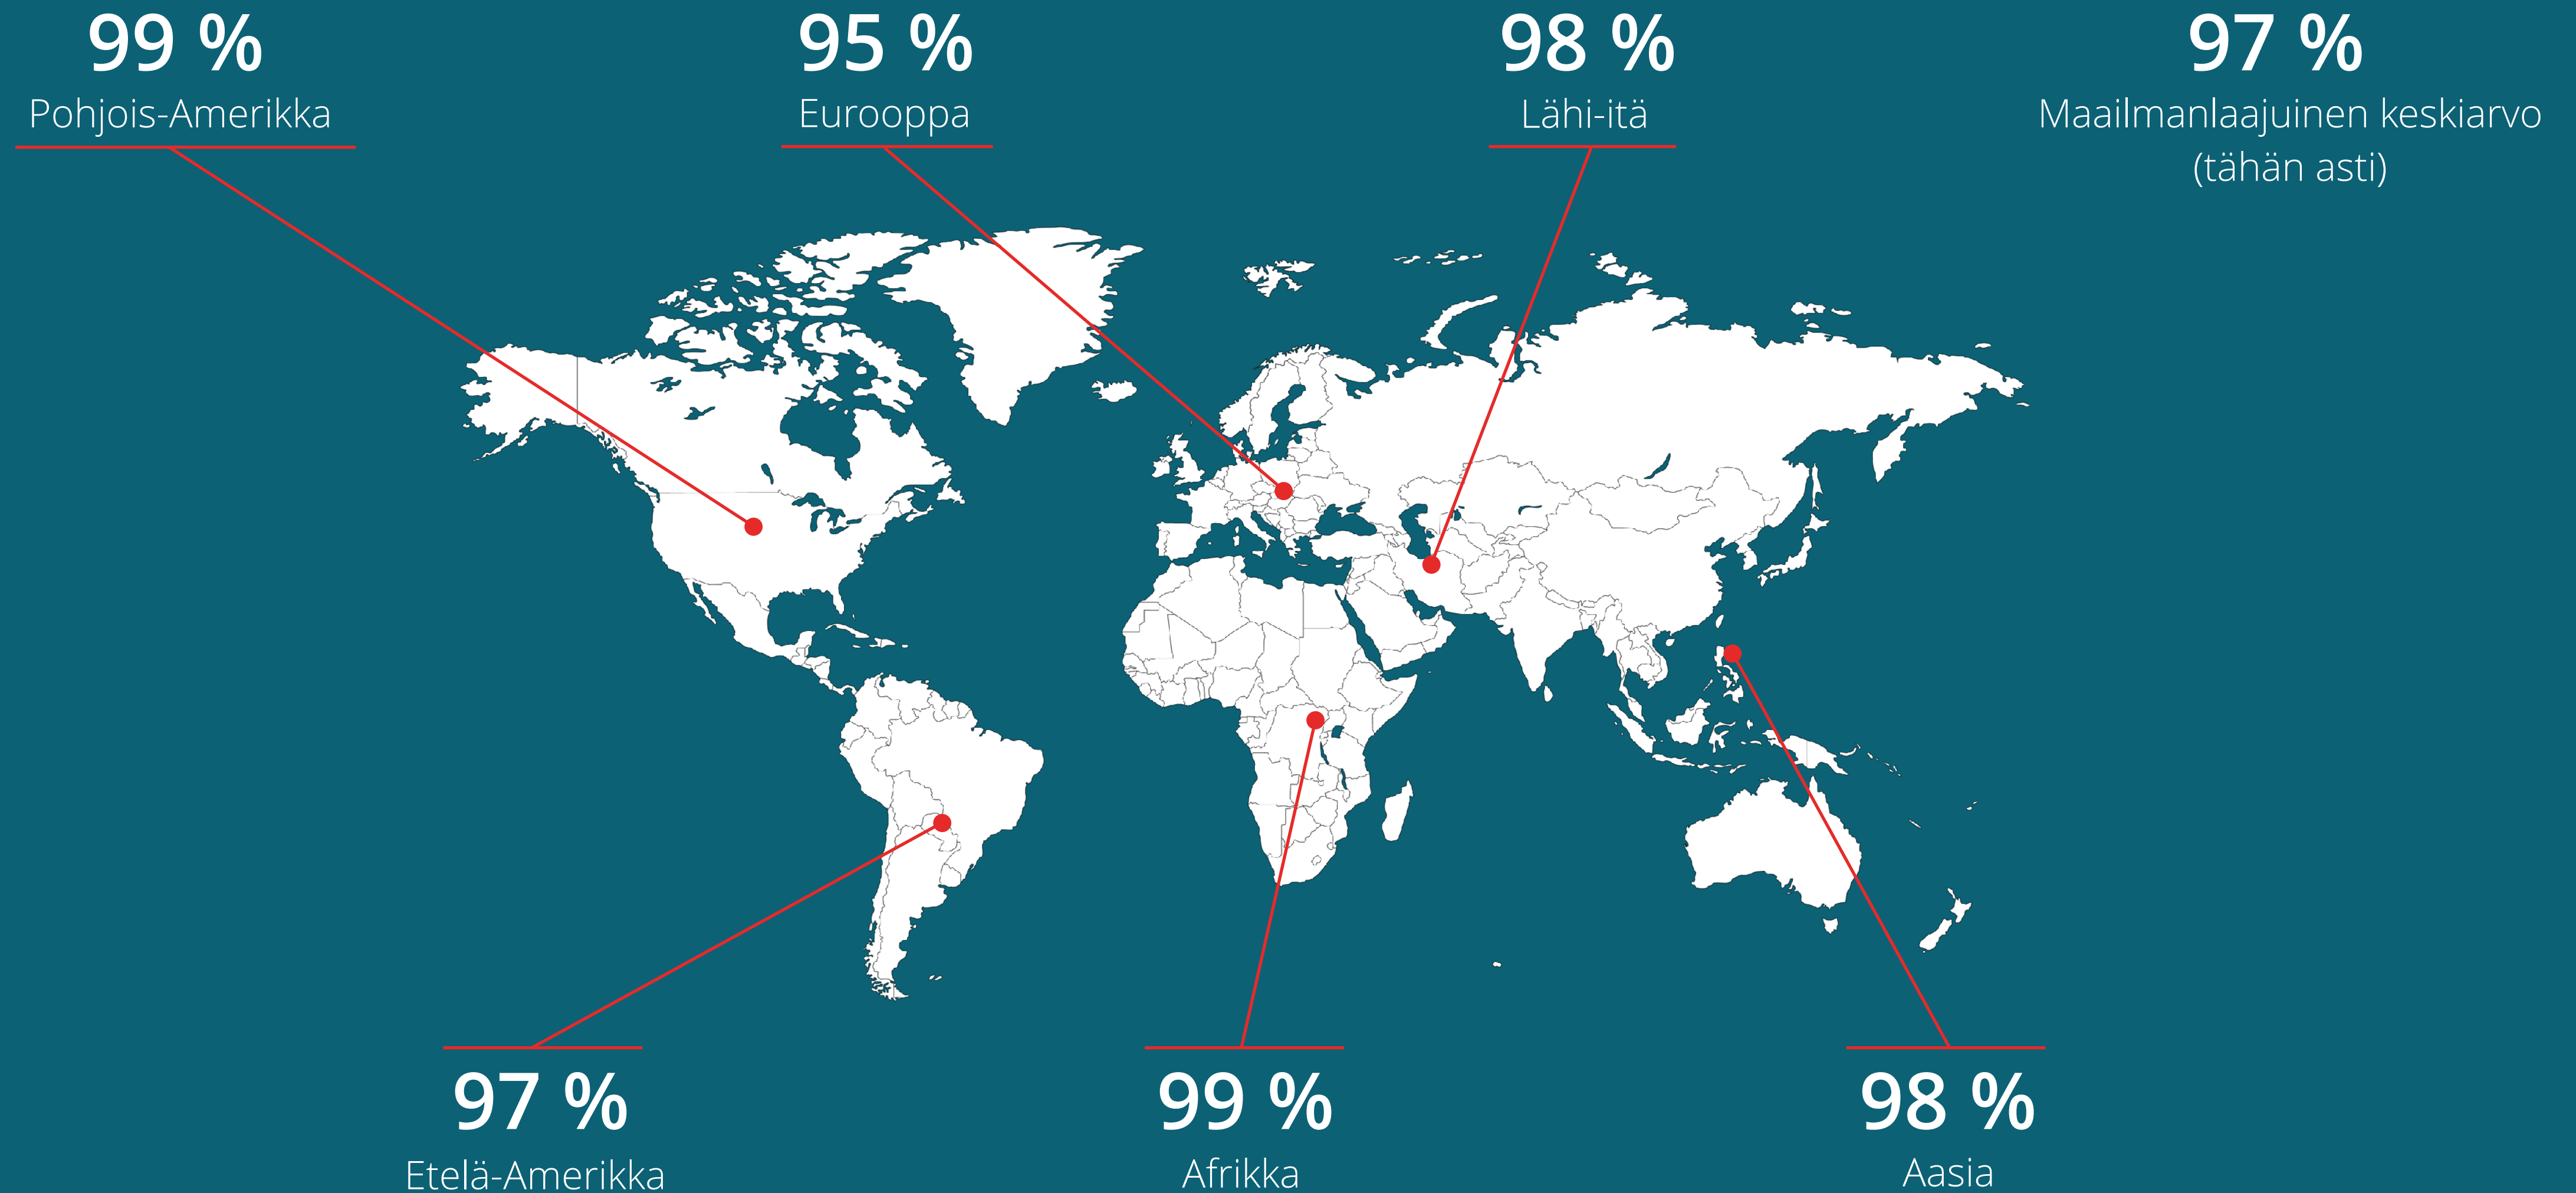 99 %
Pohjois-Amerikka
95 %
Eurooppa
98 %
Lähi-itä
97 %
Maailmanlaajuinen keskiarvo
(tähän asti)
97 %
Etelä-Amerikka
99 %
Afrikka
98 %
Aasia